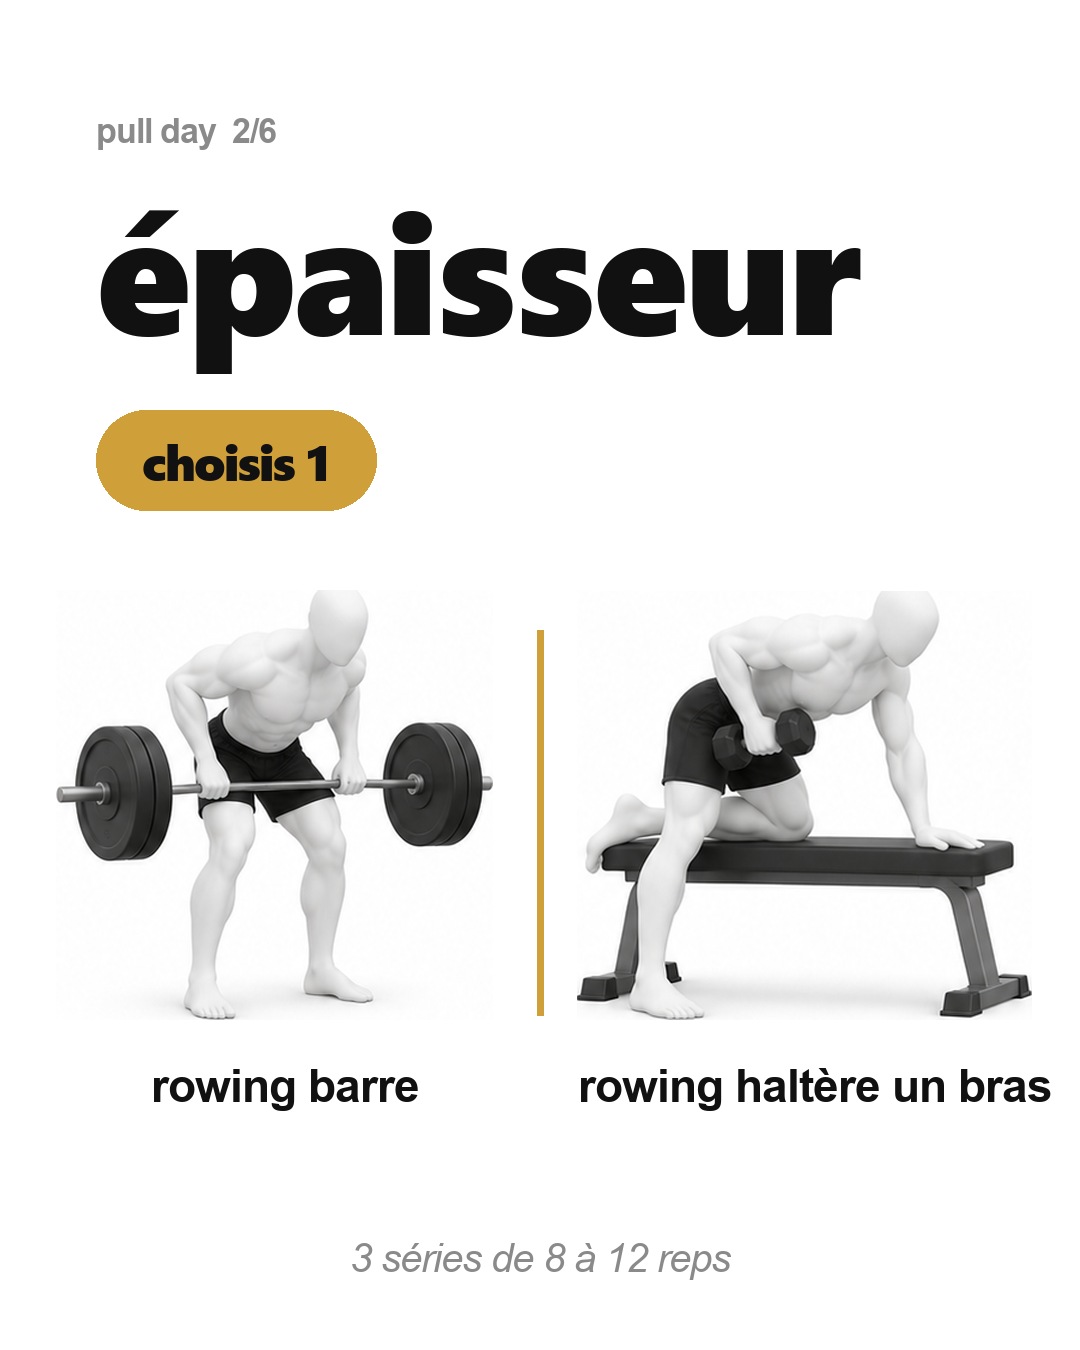 pull day 2/6
épaisseur
choisis 1
rowing barre
rowing haltère un bras
3 séries de 8 à 12 reps